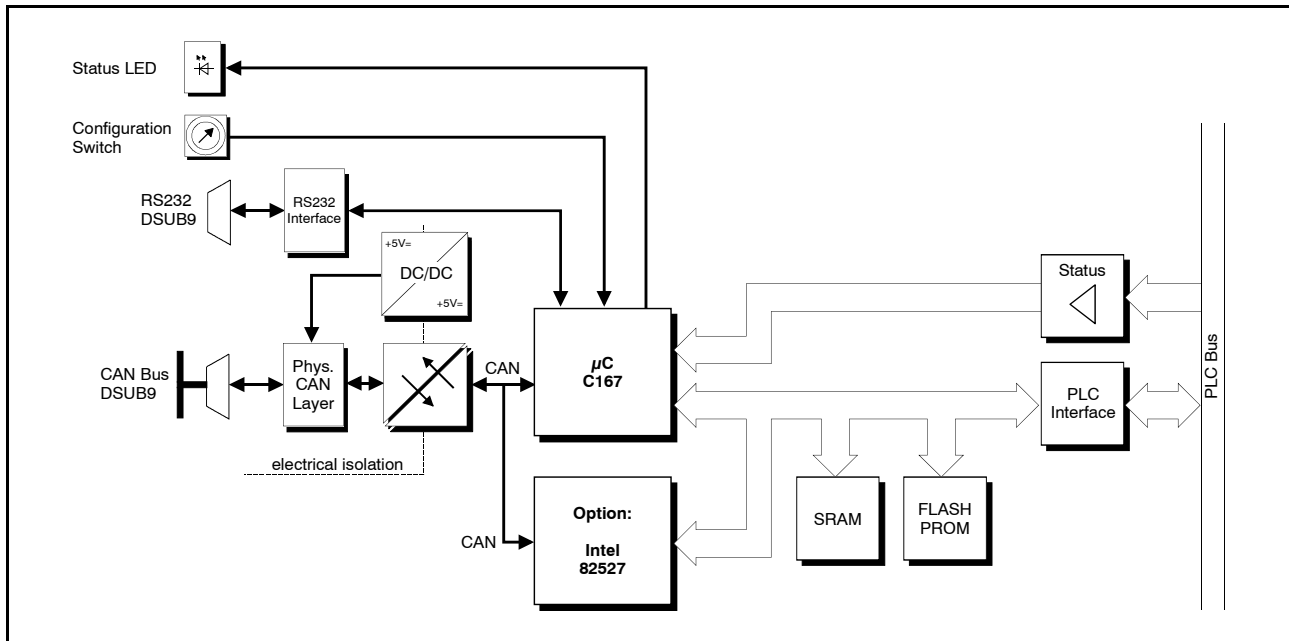 Status LED
Configuration
Switch
RS232
DSUB9
RS232
Interface
+5V=
DC/DC
+5V=
CAN Bus
DSUB9
Phys.
CAN
Layer
CAN
µC
C167
electrical isolation
CAN
Option:
Intel
82527
SRAM
FLASH
PROM
Status
PLC
Interface
PLC Bus